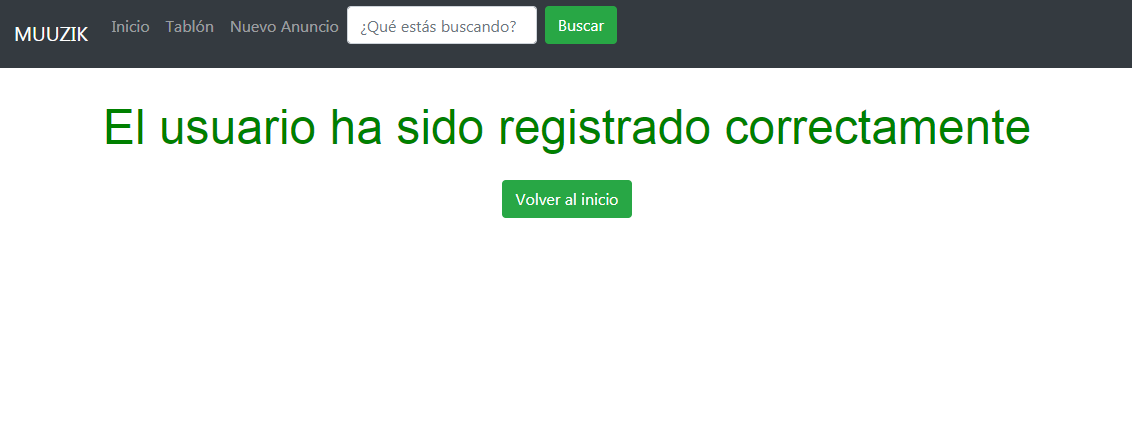 MUUZIK Inicio Tablón Nuevo Anuncio ¿Qué estás buscando? Buscar
El usuario ha sido registrado correctamente
Volver al inicio